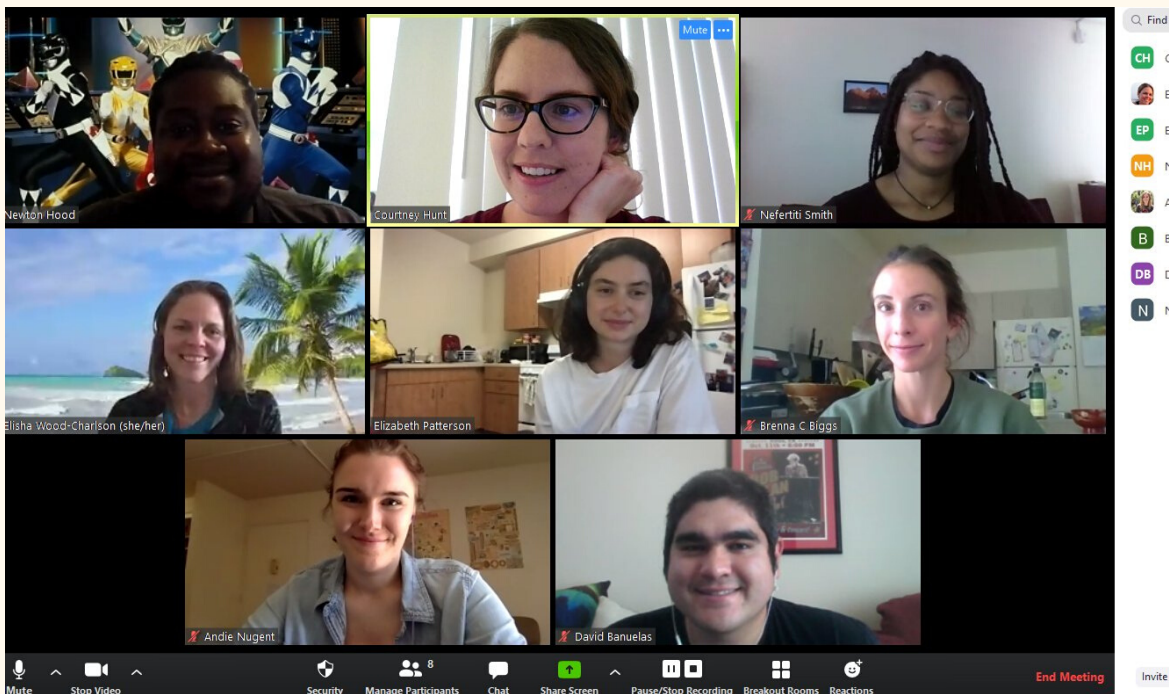 Mute ...
Newton Hood
Courtney Hunt
Nefertiti Smith
Elisha Wood-Charlson (she/her)
Elizabeth Patterson
Brenna C Biggs
Andie Nugent
David Banuelas
Mute
Stop Video
Security
Manage Participants 8
Chat
Share Screen
Pause/Stop Recording
Breakout Rooms
Reactions
End Meeting
Find
CH
E
EP E
NH N
A
B
DB D
N
Invite